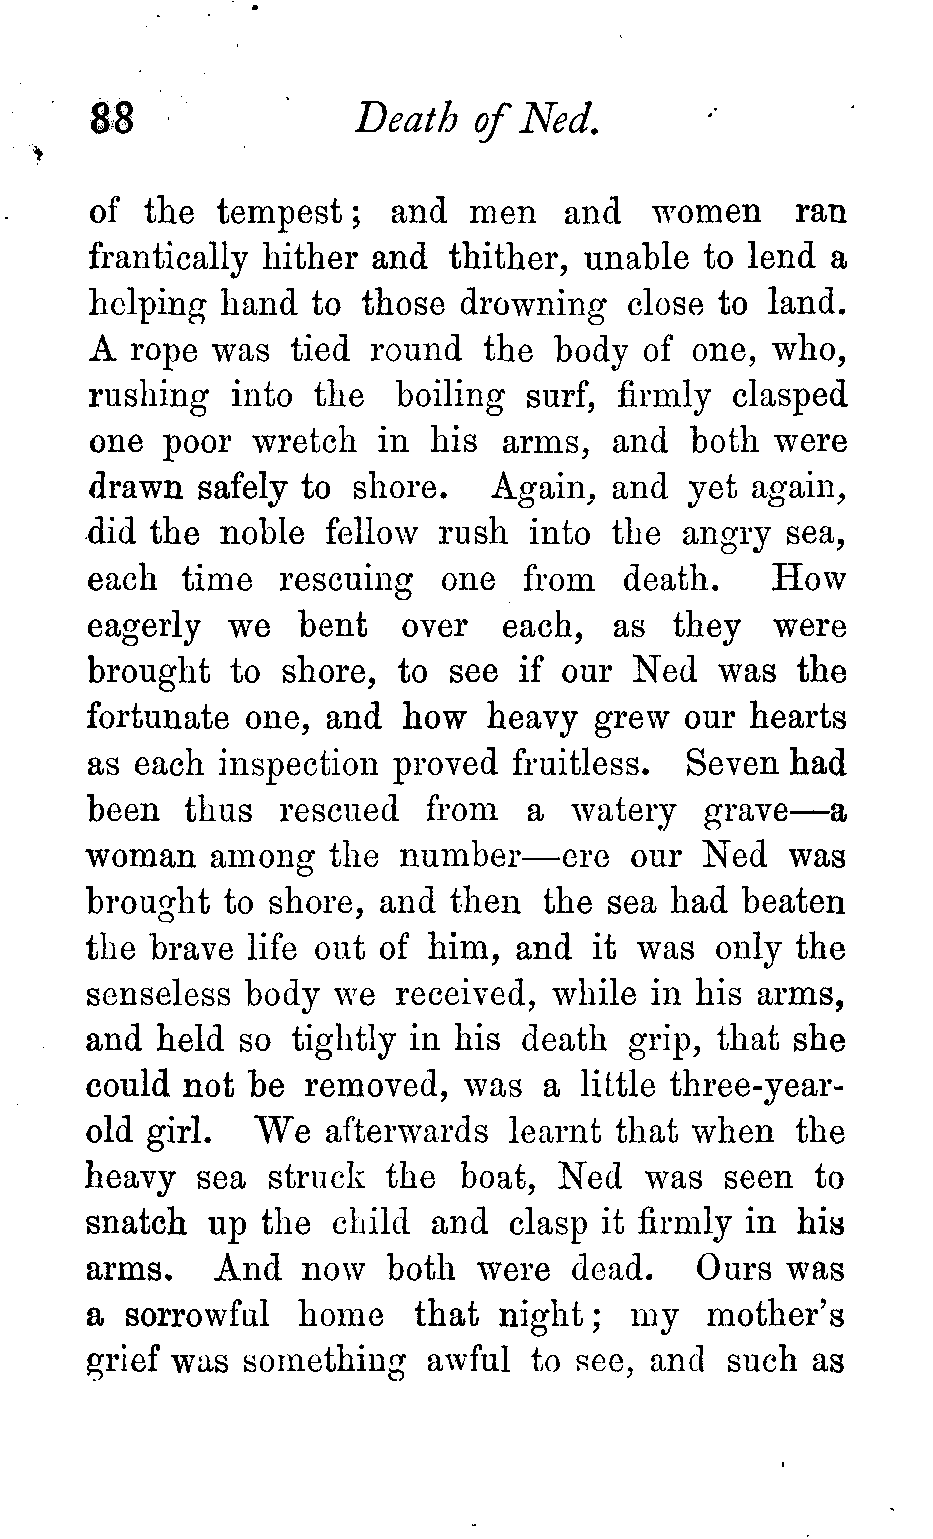 88 Death of Ned.
of the tempest; and men and women ran
frantically hither and thither, unable to lend a
helping hand to those drowning close to land.
A rope was tied round the body of one, who,
rushing into the boiling surf, firmly clasped
one poor wretch in his arms, and both were
drawn safely to shore. Again, and yet again,
did the noble fellow rush into the angry sea,
each time rescuing one from death. How
eagerly we bent over each, as they were
brought to shore, to see if our Ned was the
fortunate one, and how heavy grew our hearts
as each inspection proved fruitless. Seven had
been thus rescued from a watery grave—a
woman among the number—ere our Ned was
brought to shore, and then the sea had beaten
the brave life out of him, and it was only the
senseless body we received, while in his arms,
and held so tightly in his death grip, that she
could not be removed, was a little three-year-
old girl. We afterwards learnt that when the
heavy sea struck the boat, Ned was seen to
snatch up the child and clasp it firmly in his
arms. And now both were dead. Ours was
a sorrowful home that night; my mother's
grief was something awful to see, and such as